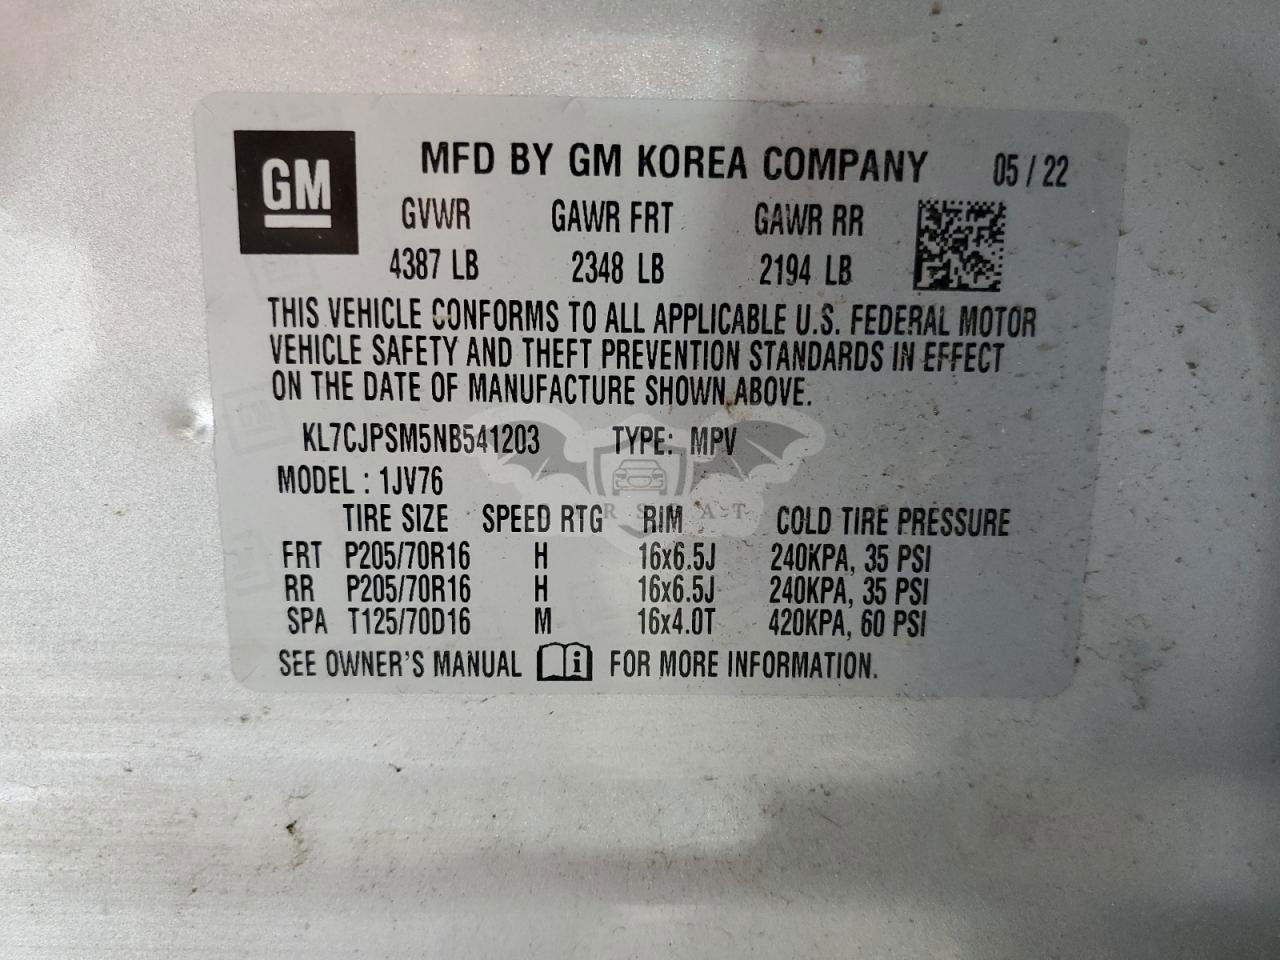 GM
MFD BY GM KOREA COMPANY 05 / 22
GVWR GAWR FRT GAWR RR
4387 LB 2348 LB 2194 LB
THIS VEHICLE CONFORMS TO ALL APPLICABLE U.S. FEDERAL MOTOR
VEHICLE SAFETY AND THEFT PREVENTION STANDARDS IN EFFECT
ON THE DATE OF MANUFACTURE SHOWN ABOVE.
KL7CJPSM5NB541203 TYPE: MPV
MODEL : 1JV76
TIRE SIZE SPEED RTG RIM COLD TIRE PRESSURE
FRT P205/70R16 H 16x6.5J 240KPA, 35 PSI
RR P205/70R16 H 16x6.5J 240KPA, 35 PSI
SPA T125/70D16 M 16x4.0T 420KPA, 60 PSI
SEE OWNER'S MANUAL i FOR MORE INFORMATION.